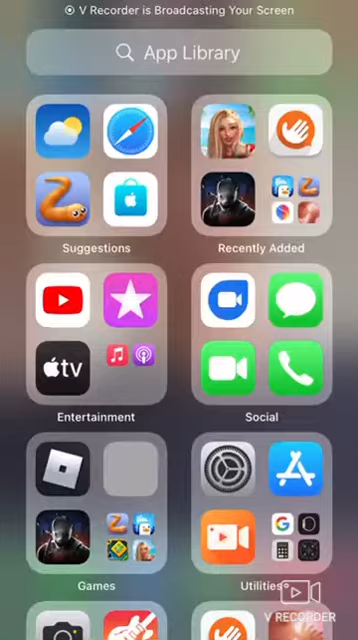 V Recorder is Broadcasting Your Screen
App Library
Suggestions
Recently Added
tv
Entertainment
Social
Games
Utilities
V RECORDER